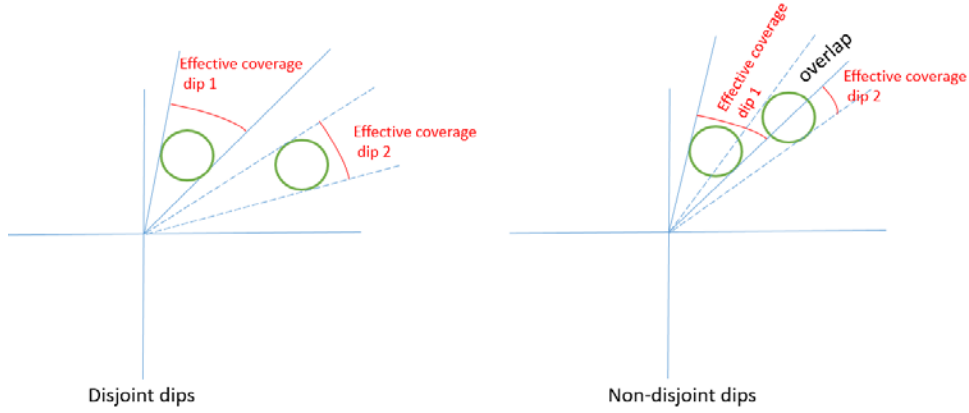 Effective coverage
dip 1
Effective coverage
dip 2
Disjoint dips
Effective coverage
dip 1
overlap
Effective coverage
dip 2
Non-disjoint dips